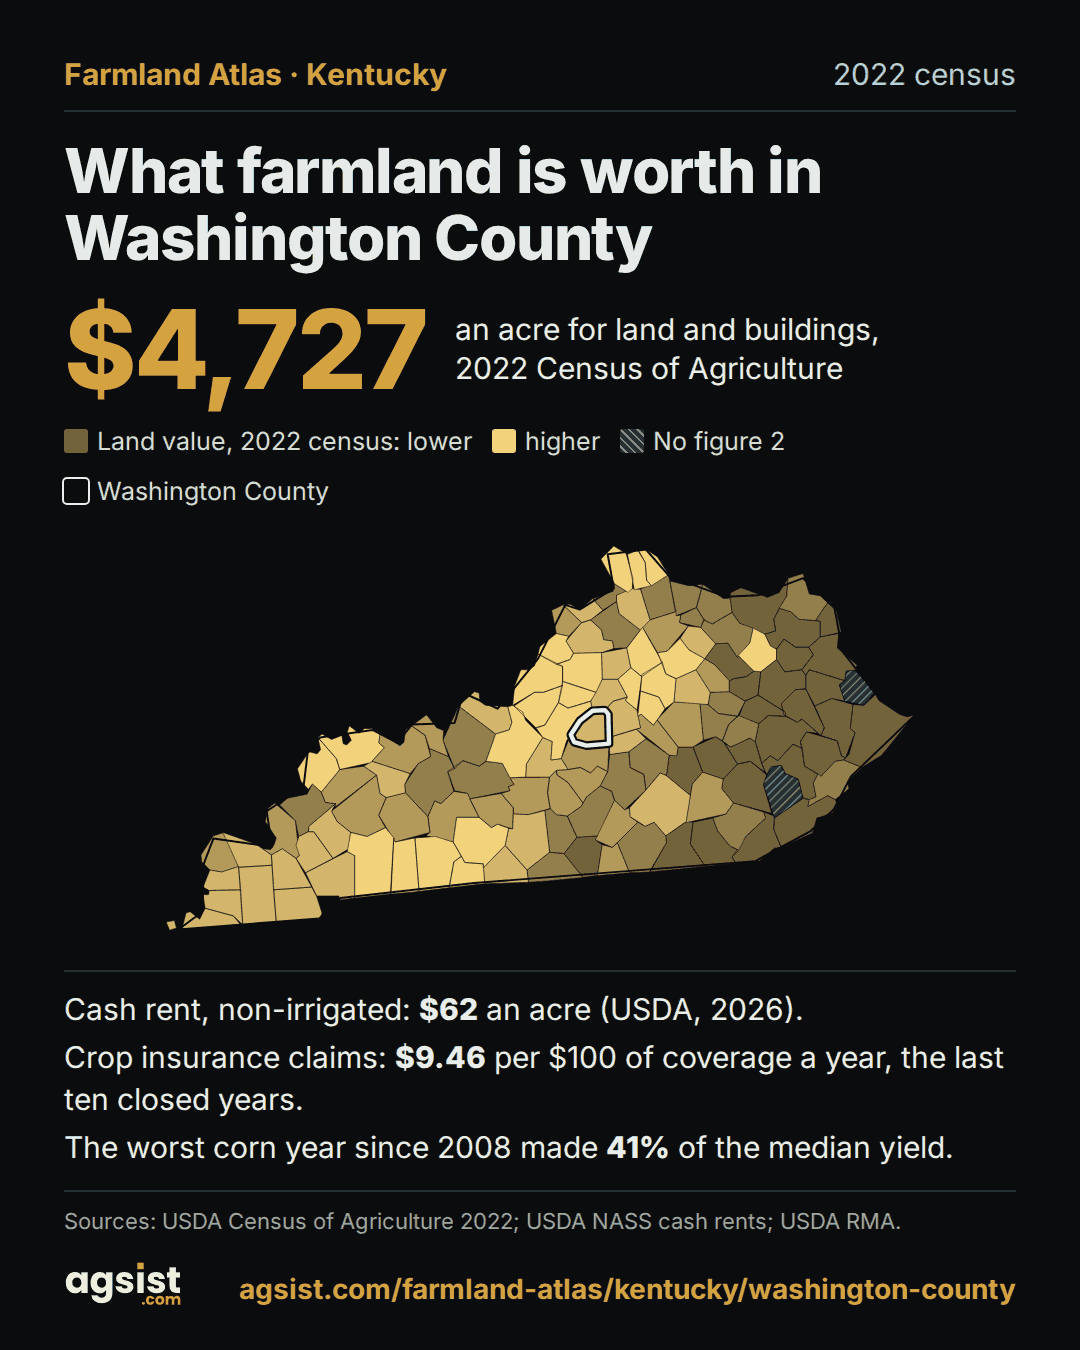 Farmland Atlas · Kentucky
2022 census
What farmland is worth in
Washington County
$4,727
an acre for land and buildings,
2022 Census of Agriculture
Land value, 2022 census: lower
higher
No figure 2
Washington County
Cash rent, non-irrigated: $62 an acre (USDA, 2026).
Crop insurance claims: $9.46 per $100 of coverage a year, the last
ten closed years.
The worst corn year since 2008 made 41% of the median yield.
Sources: USDA Census of Agriculture 2022; USDA NASS cash rents; USDA RMA.
agsist
.com
agsist.com/farmland-atlas/kentucky/washington-county